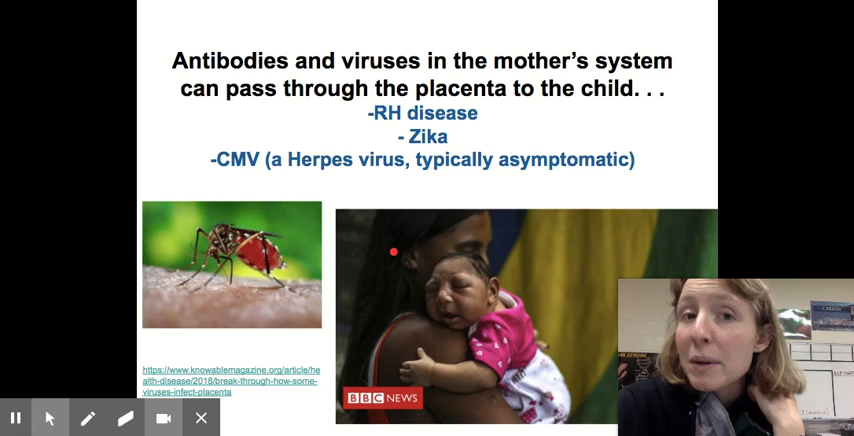 Antibodies and viruses in the mother's system
can pass through the placenta to the child. . .
-RH disease
- Zika
-CMV (a Herpes virus, typically asymptomatic)
https://www.knowablemagazine.org/article/he
alth-disease/2018/break-through-how-some-
viruses-infect-placenta
BBC NEWS
CARSON